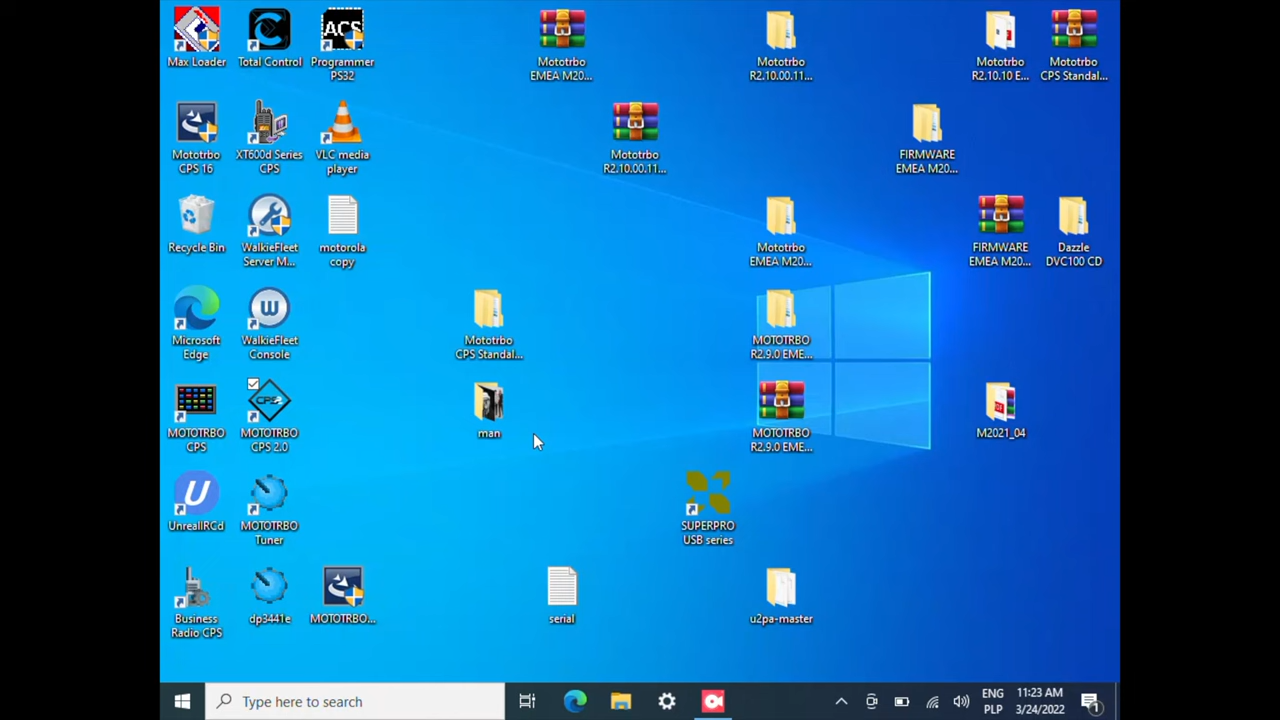 Max Loader
Total Control
ACS
Programmer
PS32
Mototrbo
EMEA M20...
Mototrbo
R2.10.00.11...
Mototrbo
R2.10.10 E...
Mototrbo
CPS Standal...
Mototrbo
CPS 16
XT600d Series
CPS
VLC media
player
Mototrbo
R2.10.00.11...
FIRMWARE
EMEA M20...
Recycle Bin
WalkieFleet
Server M...
motorola
copy
Mototrbo
EMEA M20...
FIRMWARE
EMEA M20...
Dazzle
DVC100 CD
Microsoft
Edge
W
WalkieFleet
Console
Mototrbo
CPS Standal...
MOTOTRBO
R2.9.0 EME...
MOTOTRBO
CPS
CPS2
MOTOTRBO
CPS 2.0
man
MOTOTRBO
R2.9.0 EME...
M2021_04
U
UnrealIRCd
MOTOTRBO
Tuner
SUPERPRO
USB series
Business
Radio CPS
dp3441e
MOTOTRBO...
serial
u2pa-master
Type here to search
ENG
PLP
11:23 AM
3/24/2022
1